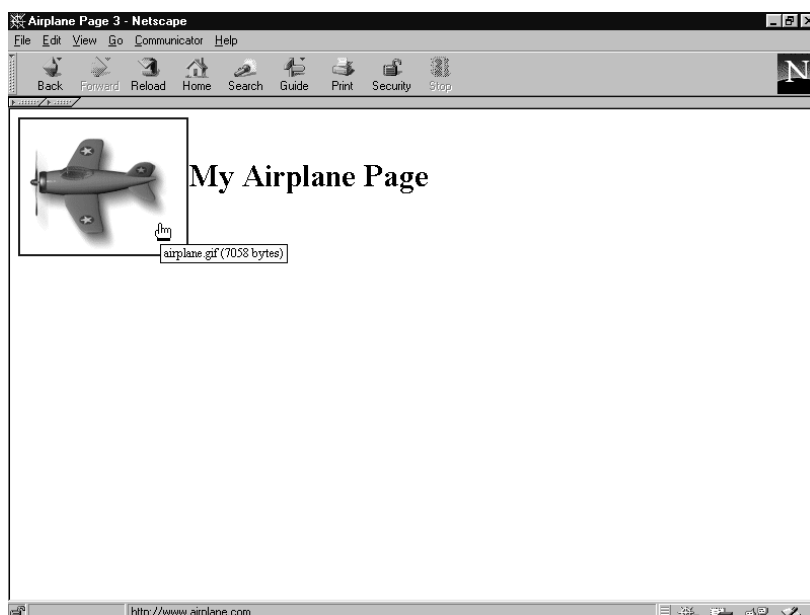 Airplane Page 3 - Netscape
File Edit View Go Communicator Help
Back Forward Reload Home Search Guide Print Security Stop
N
My Airplane Page
airplane.gif (7058 bytes)
http://www.airplane.com